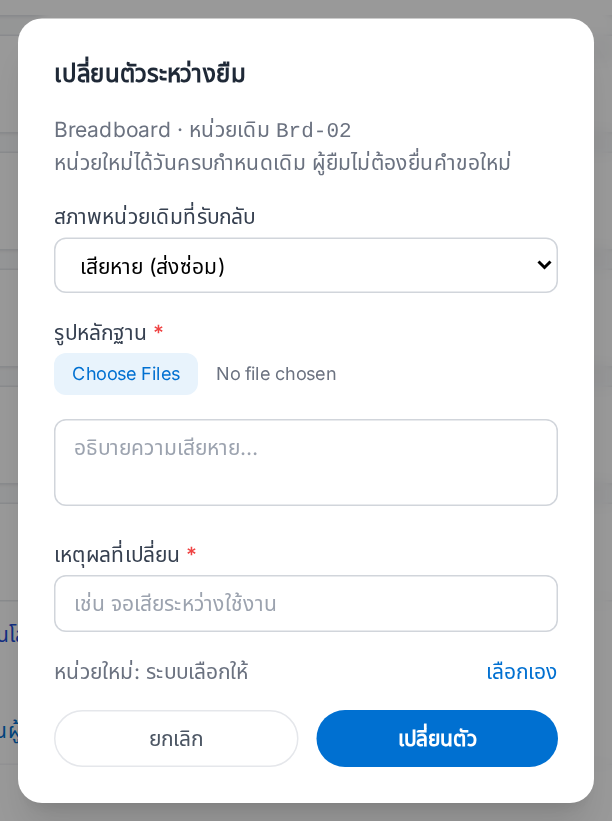 เปลี่ยนตัวระหว่างยืม
Breadboard · หน่วยเดิม Brd-02
หน่วยใหม่ได้วันครบกำหนดเดิม ผู้ยืมไม่ต้องยื่นคำขอใหม่
สภาพหน่วยเดิมที่รับกลับ
เสียหาย (ส่งซ่อม)
รูปหลักฐาน *
Choose Files No file chosen
อธิบายความเสียหาย...
เหตุผลที่เปลี่ยน *
เช่น จอเสียระหว่างใช้งาน
หน่วยใหม่: ระบบเลือกให้ เลือกเอง
ยกเลิก เปลี่ยนตัว